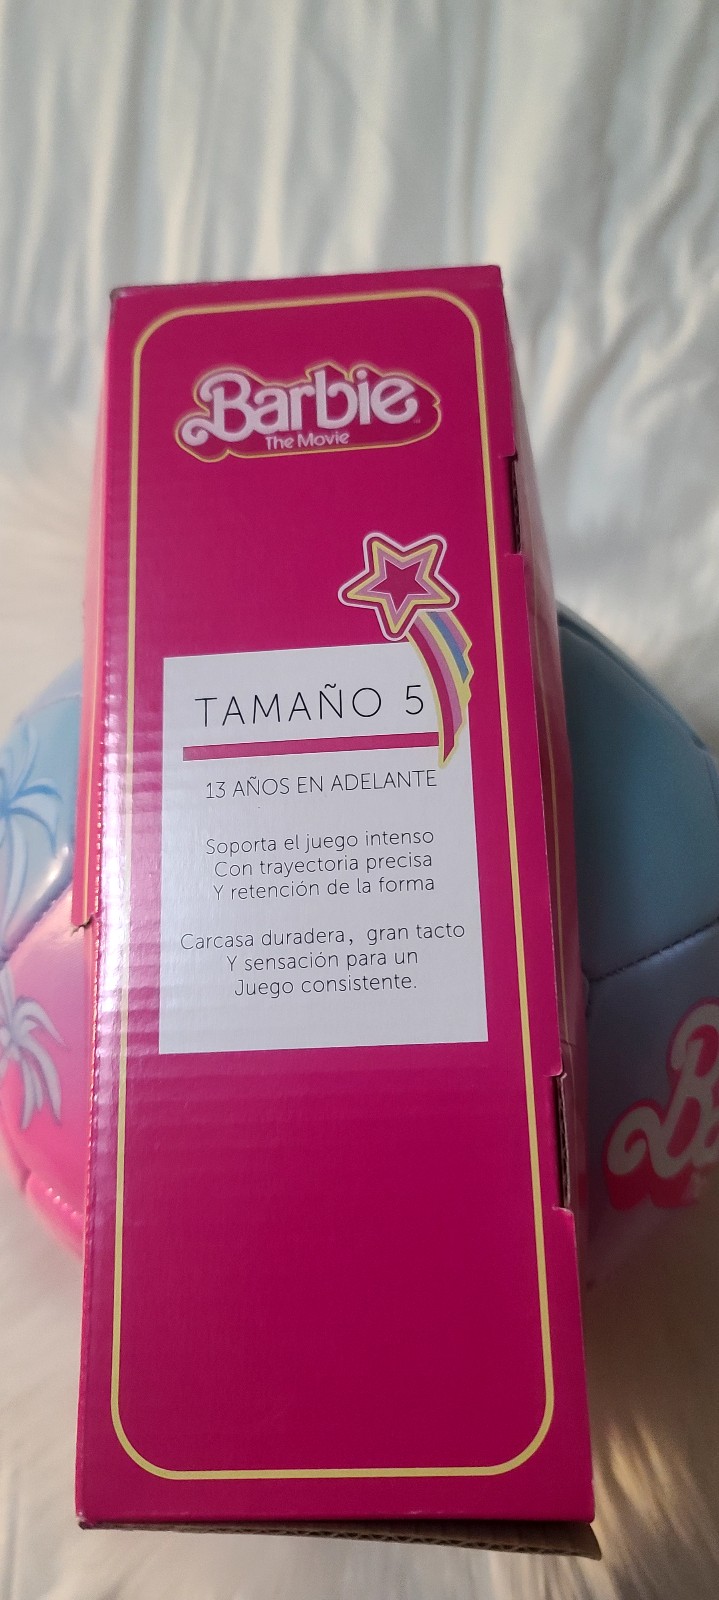 Barbie
The Movie
TAMAÑO 5
13 AÑOS EN ADELANTE
Soporta el juego intenso
Con trayectoria precisa
Y retención de la forma
Carcasa duradera, gran tacto
Y sensación para un
Juego consistente.